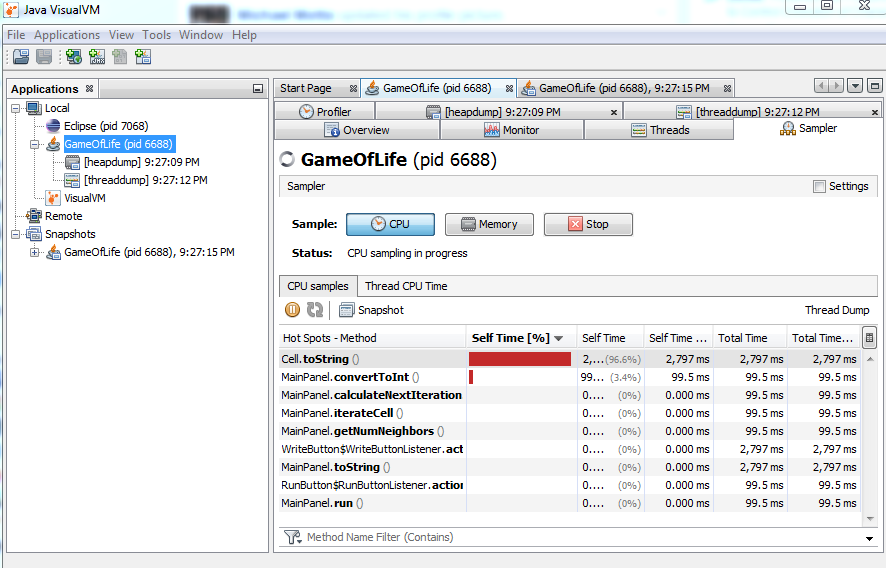 Java VisualVM
File Applications View Tools Window Help
Applications
Local
Eclipse (pid 7068)
GameOfLife (pid 6688)
[heapdump] 9:27:09 PM
[threaddump] 9:27:12 PM
VisualVM
Remote
Snapshots
GameOfLife (pid 6688), 9:27:15 PM
Start Page GameOfLife (pid 6688) GameOfLife (pid 6688), 9:27:15 PM
Profiler [heapdump] 9:27:09 PM [threaddump] 9:27:12 PM
Overview Monitor Threads Sampler
GameOfLife (pid 6688)
Sampler Settings
Sample: CPU Memory Stop
Status: CPU sampling in progress
CPU samples Thread CPU Time
Snapshot Thread Dump
Hot Spots - Method Self Time [%] Self Time Self Time ... Total Time Total Time...
Cell.toString () 2,... (96.6%) 2,797 ms 2,797 ms 2,797 ms
MainPanel.convertToInt () 99... (3.4%) 99.5 ms 99.5 ms 99.5 ms
MainPanel.calculateNextIteration 0.... (0%) 0.000 ms 99.5 ms 99.5 ms
MainPanel.iterateCell () 0.... (0%) 0.000 ms 99.5 ms 99.5 ms
MainPanel.getNumNeighbors () 0.... (0%) 0.000 ms 99.5 ms 99.5 ms
WriteButton$WriteButtonListener.act 0.... (0%) 0.000 ms 2,797 ms 2,797 ms
MainPanel.toString () 0.... (0%) 0.000 ms 2,797 ms 2,797 ms
RunButton$RunButtonListener.action 0.... (0%) 0.000 ms 99.5 ms 99.5 ms
MainPanel.run () 0.... (0%) 0.000 ms 99.5 ms 99.5 ms
Method Name Filter (Contains)